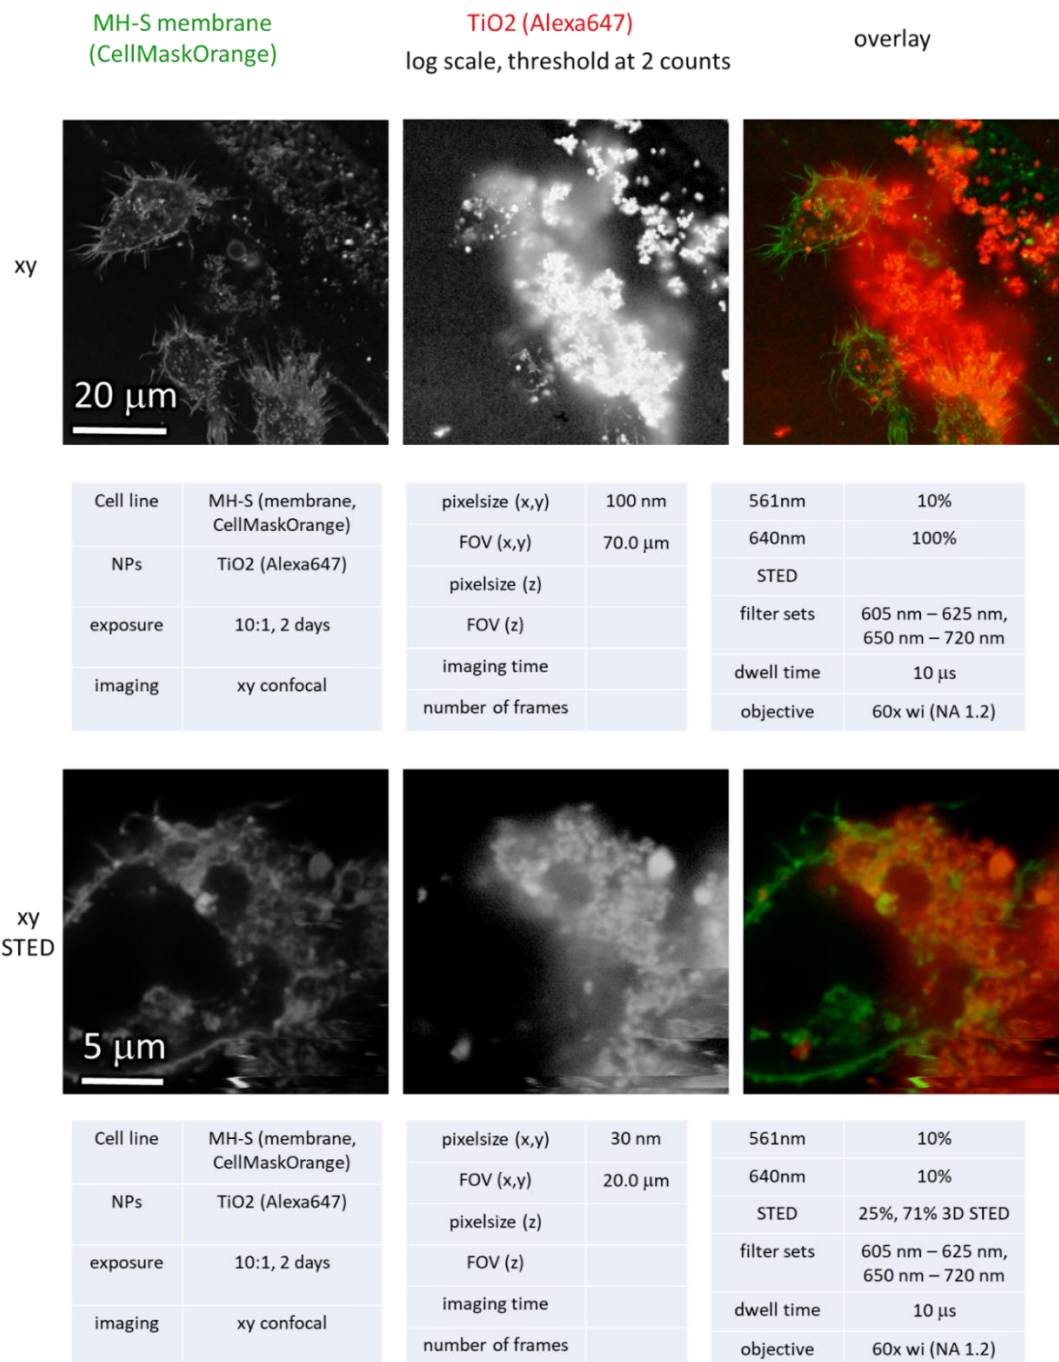 MH-S membrane
(CellMaskOrange)
TiO2 (Alexa647)
log scale, threshold at 2 counts
overlay
xy
20 μm
Cell line MH-S (membrane,
CellMaskOrange)
NPs TiO2 (Alexa647)
exposure 10:1, 2 days
imaging xy confocal
pixelsize (x,y) 100 nm
FOV (x,y) 70.0 μm
pixelsize (z)
FOV (z)
imaging time
number of frames
561nm 10%
640nm 100%
STED
filter sets 605 nm – 625 nm,
650 nm – 720 nm
dwell time 10 μs
objective 60x wi (NA 1.2)
xy
STED
5 μm
Cell line MH-S (membrane,
CellMaskOrange)
NPs TiO2 (Alexa647)
exposure 10:1, 2 days
imaging xy confocal
pixelsize (x,y) 30 nm
FOV (x,y) 20.0 μm
pixelsize (z)
FOV (z)
imaging time
number of frames
561nm 10%
640nm 10%
STED 25%, 71% 3D STED
filter sets 605 nm – 625 nm,
650 nm – 720 nm
dwell time 10 μs
objective 60x wi (NA 1.2)